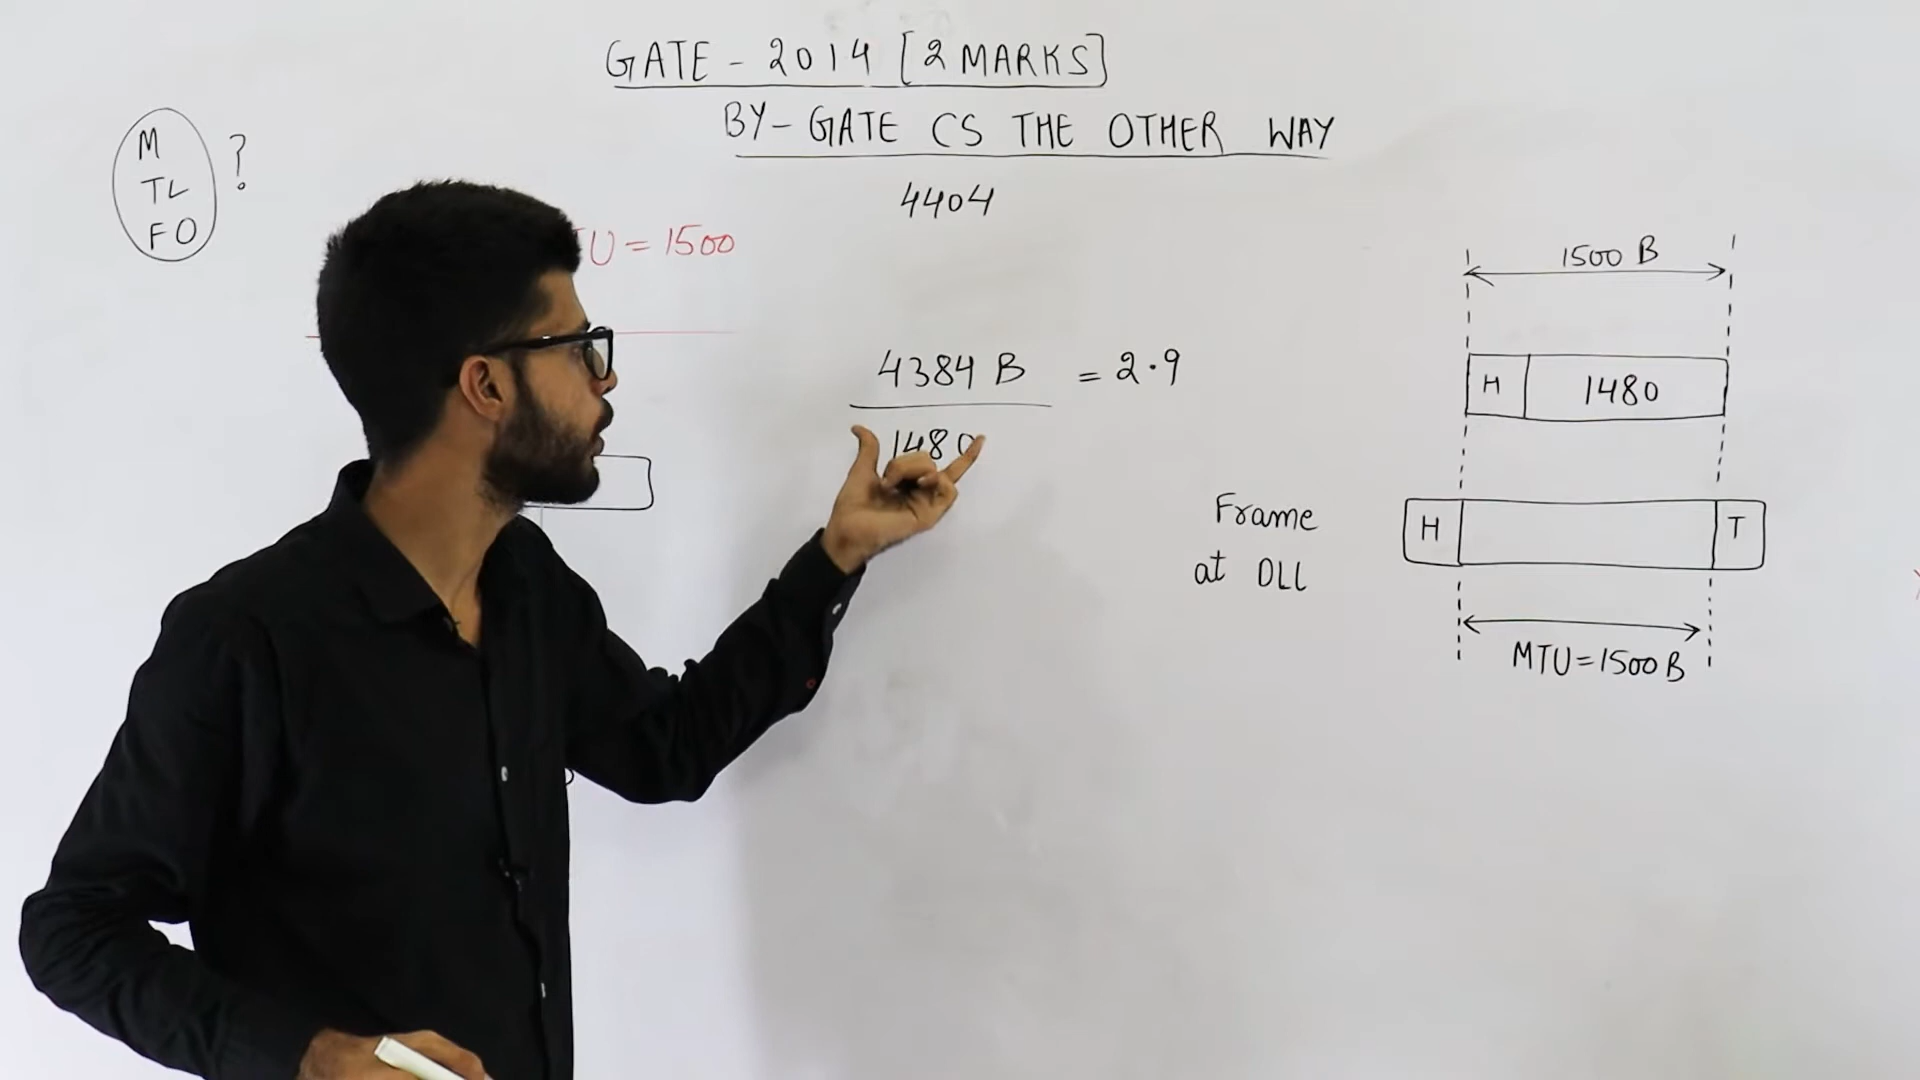 GATE - 2014 [2 MARKS]
BY - GATE CS THE OTHER WAY
M
TL
FO
?
4404
U = 1500
4384 B = 2.9
1480
1500 B
H 1480
Frame
at DLL
H T
MTU = 1500 B